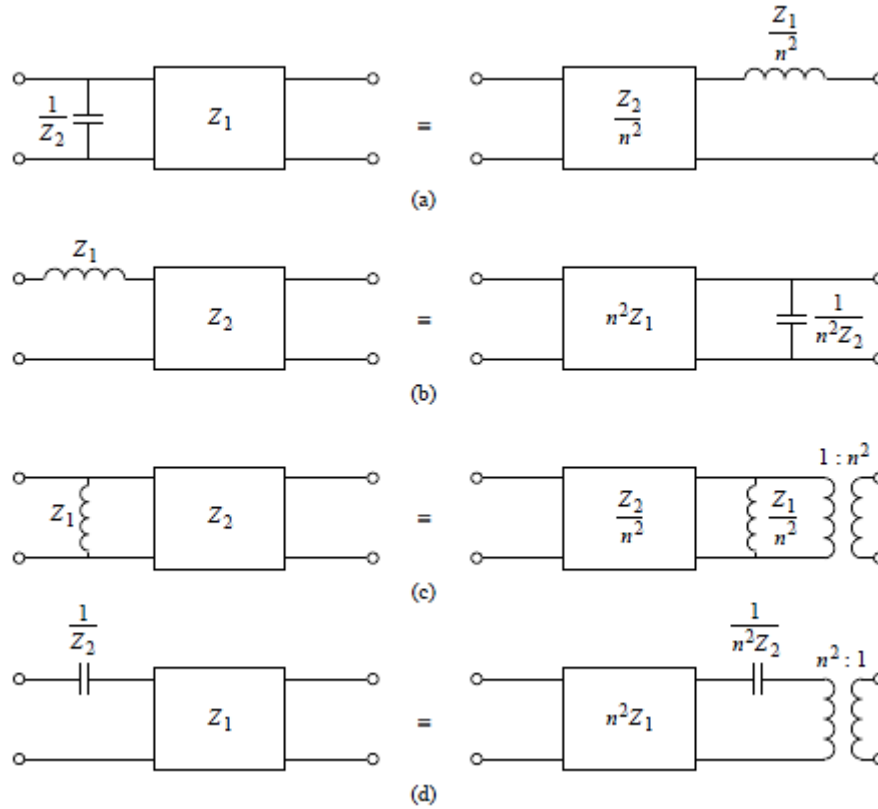 Z₁/n²
1/Z₂
Z₁
=
Z₂/n²
(a)
Z₁
Z₂
=
n²Z₁
1/n²Z₂
(b)
1 : n²
Z₁
Z₂
=
Z₂/n²
Z₁/n²
(c)
1/Z₂
1/n²Z₂
n² : 1
Z₁
=
n²Z₁
(d)